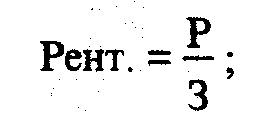 Рент. = Р/З ;